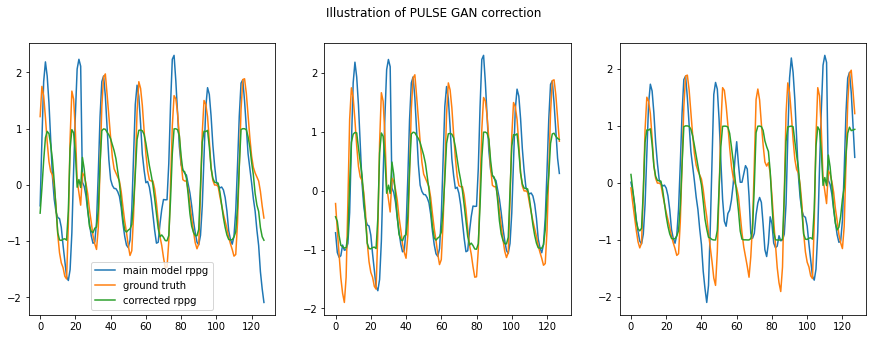 Illustration of PULSE GAN correction
2
1
0
−1
−2
0 20 40 60 80 100 120
main model rppg
ground truth
corrected rppg
2
1
0
−1
−2
0 20 40 60 80 100 120
2
1
0
−1
−2
0 20 40 60 80 100 120